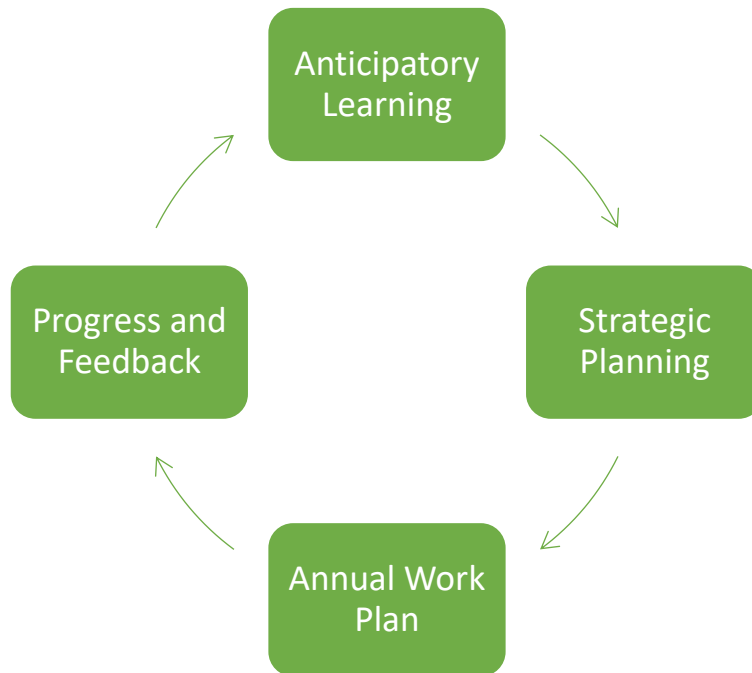 Anticipatory
Learning
Strategic
Planning
Annual Work
Plan
Progress and
Feedback